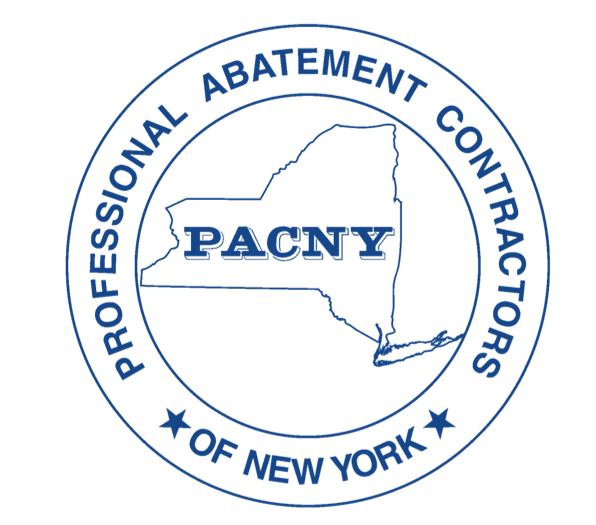 PROFESSIONAL ABATEMENT CONTRACTORS
PACNY
OF NEW YORK